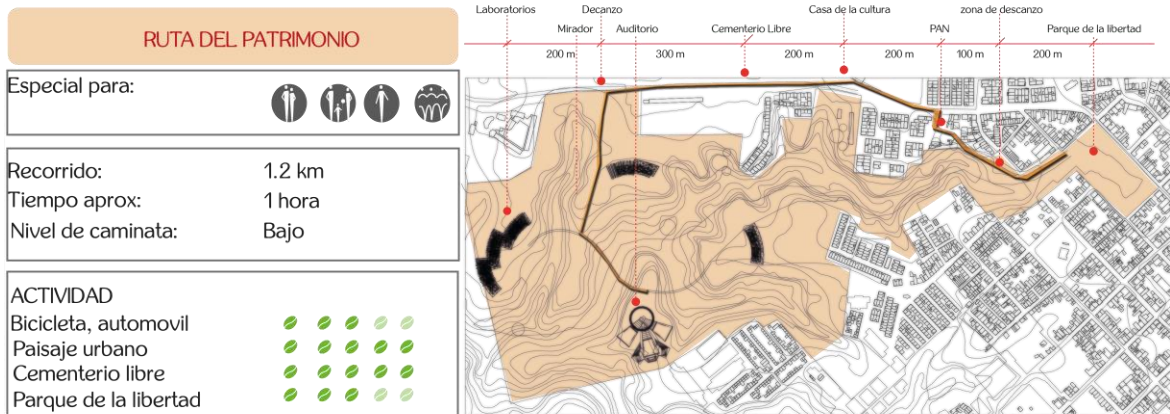 RUTA DEL PATRIMONIO
Especial para:
Recorrido: 1.2 km
Tiempo aprox: 1 hora
Nivel de caminata: Bajo
ACTIVIDAD
Bicicleta, automovil
Paisaje urbano
Cementerio libre
Parque de la libertad
Laboratorios Decanzo Casa de la cultura zona de descanzo
Mirador Auditorio Cementerio Libre PAN Parque de la libertad
200 m 300 m 200 m 200 m 100 m 200 m